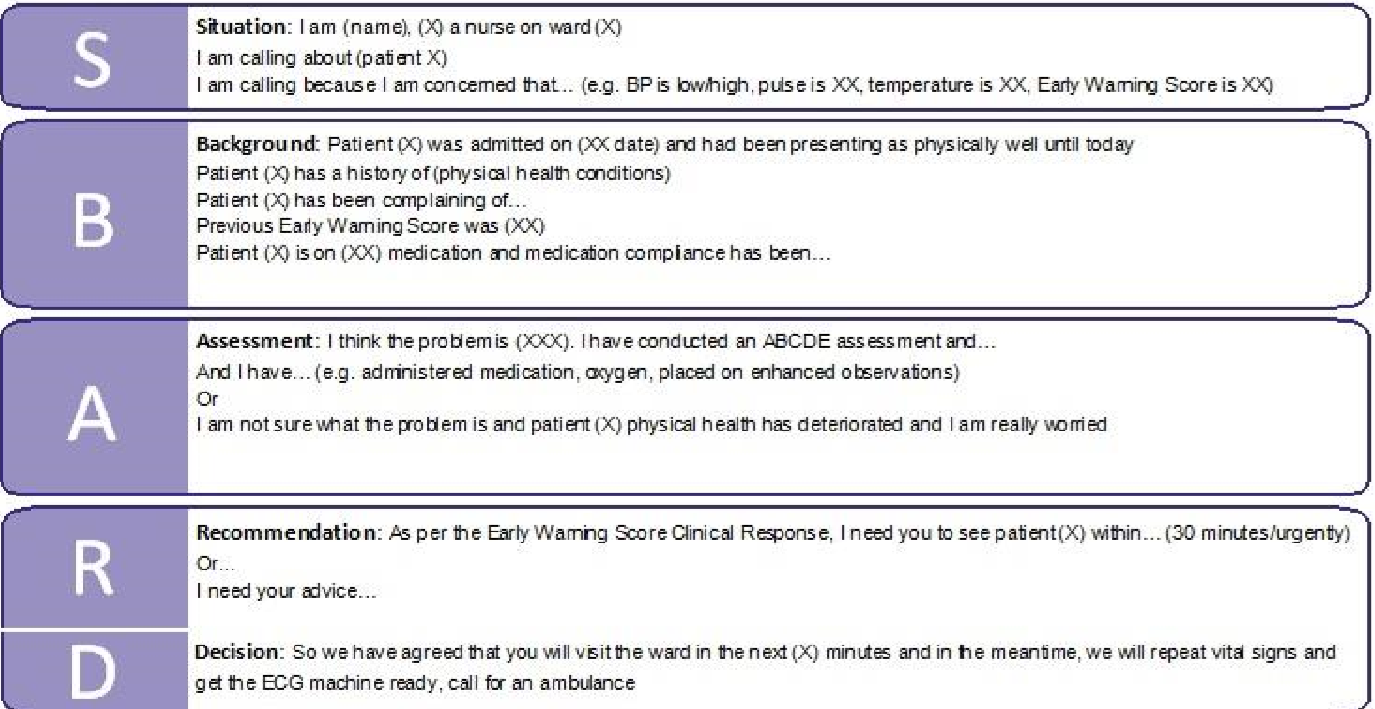 S
Situation: I am (name), (X) a nurse on ward (X)
I am calling about (patient X)
I am calling because I am concerned that... (e.g. BP is low/high, pulse is XX, temperature is XX, Early Warning Score is XX)
B
Background: Patient (X) was admitted on (XX date) and had been presenting as physically well until today
Patient (X) has a history of (physical health conditions)
Patient (X) has been complaining of...
Previous Early Warning Score was (XX)
Patient (X) is on (XX) medication and medication compliance has been...
A
Assessment: I think the problem is (XXX). I have conducted an ABCDE assessment and...
And I have... (e.g. administered medication, oxygen, placed on enhanced observations)
Or
I am not sure what the problem is and patient (X) physical health has deteriorated and I am really worried
R
Recommendation: As per the Early Warning Score Clinical Response, I need you to see patient (X) within... (30 minutes/urgently)
Or...
I need your advice...
D
Decision: So we have agreed that you will visit the ward in the next (X) minutes and in the meantime, we will repeat vital signs and
get the ECG machine ready, call for an ambulance